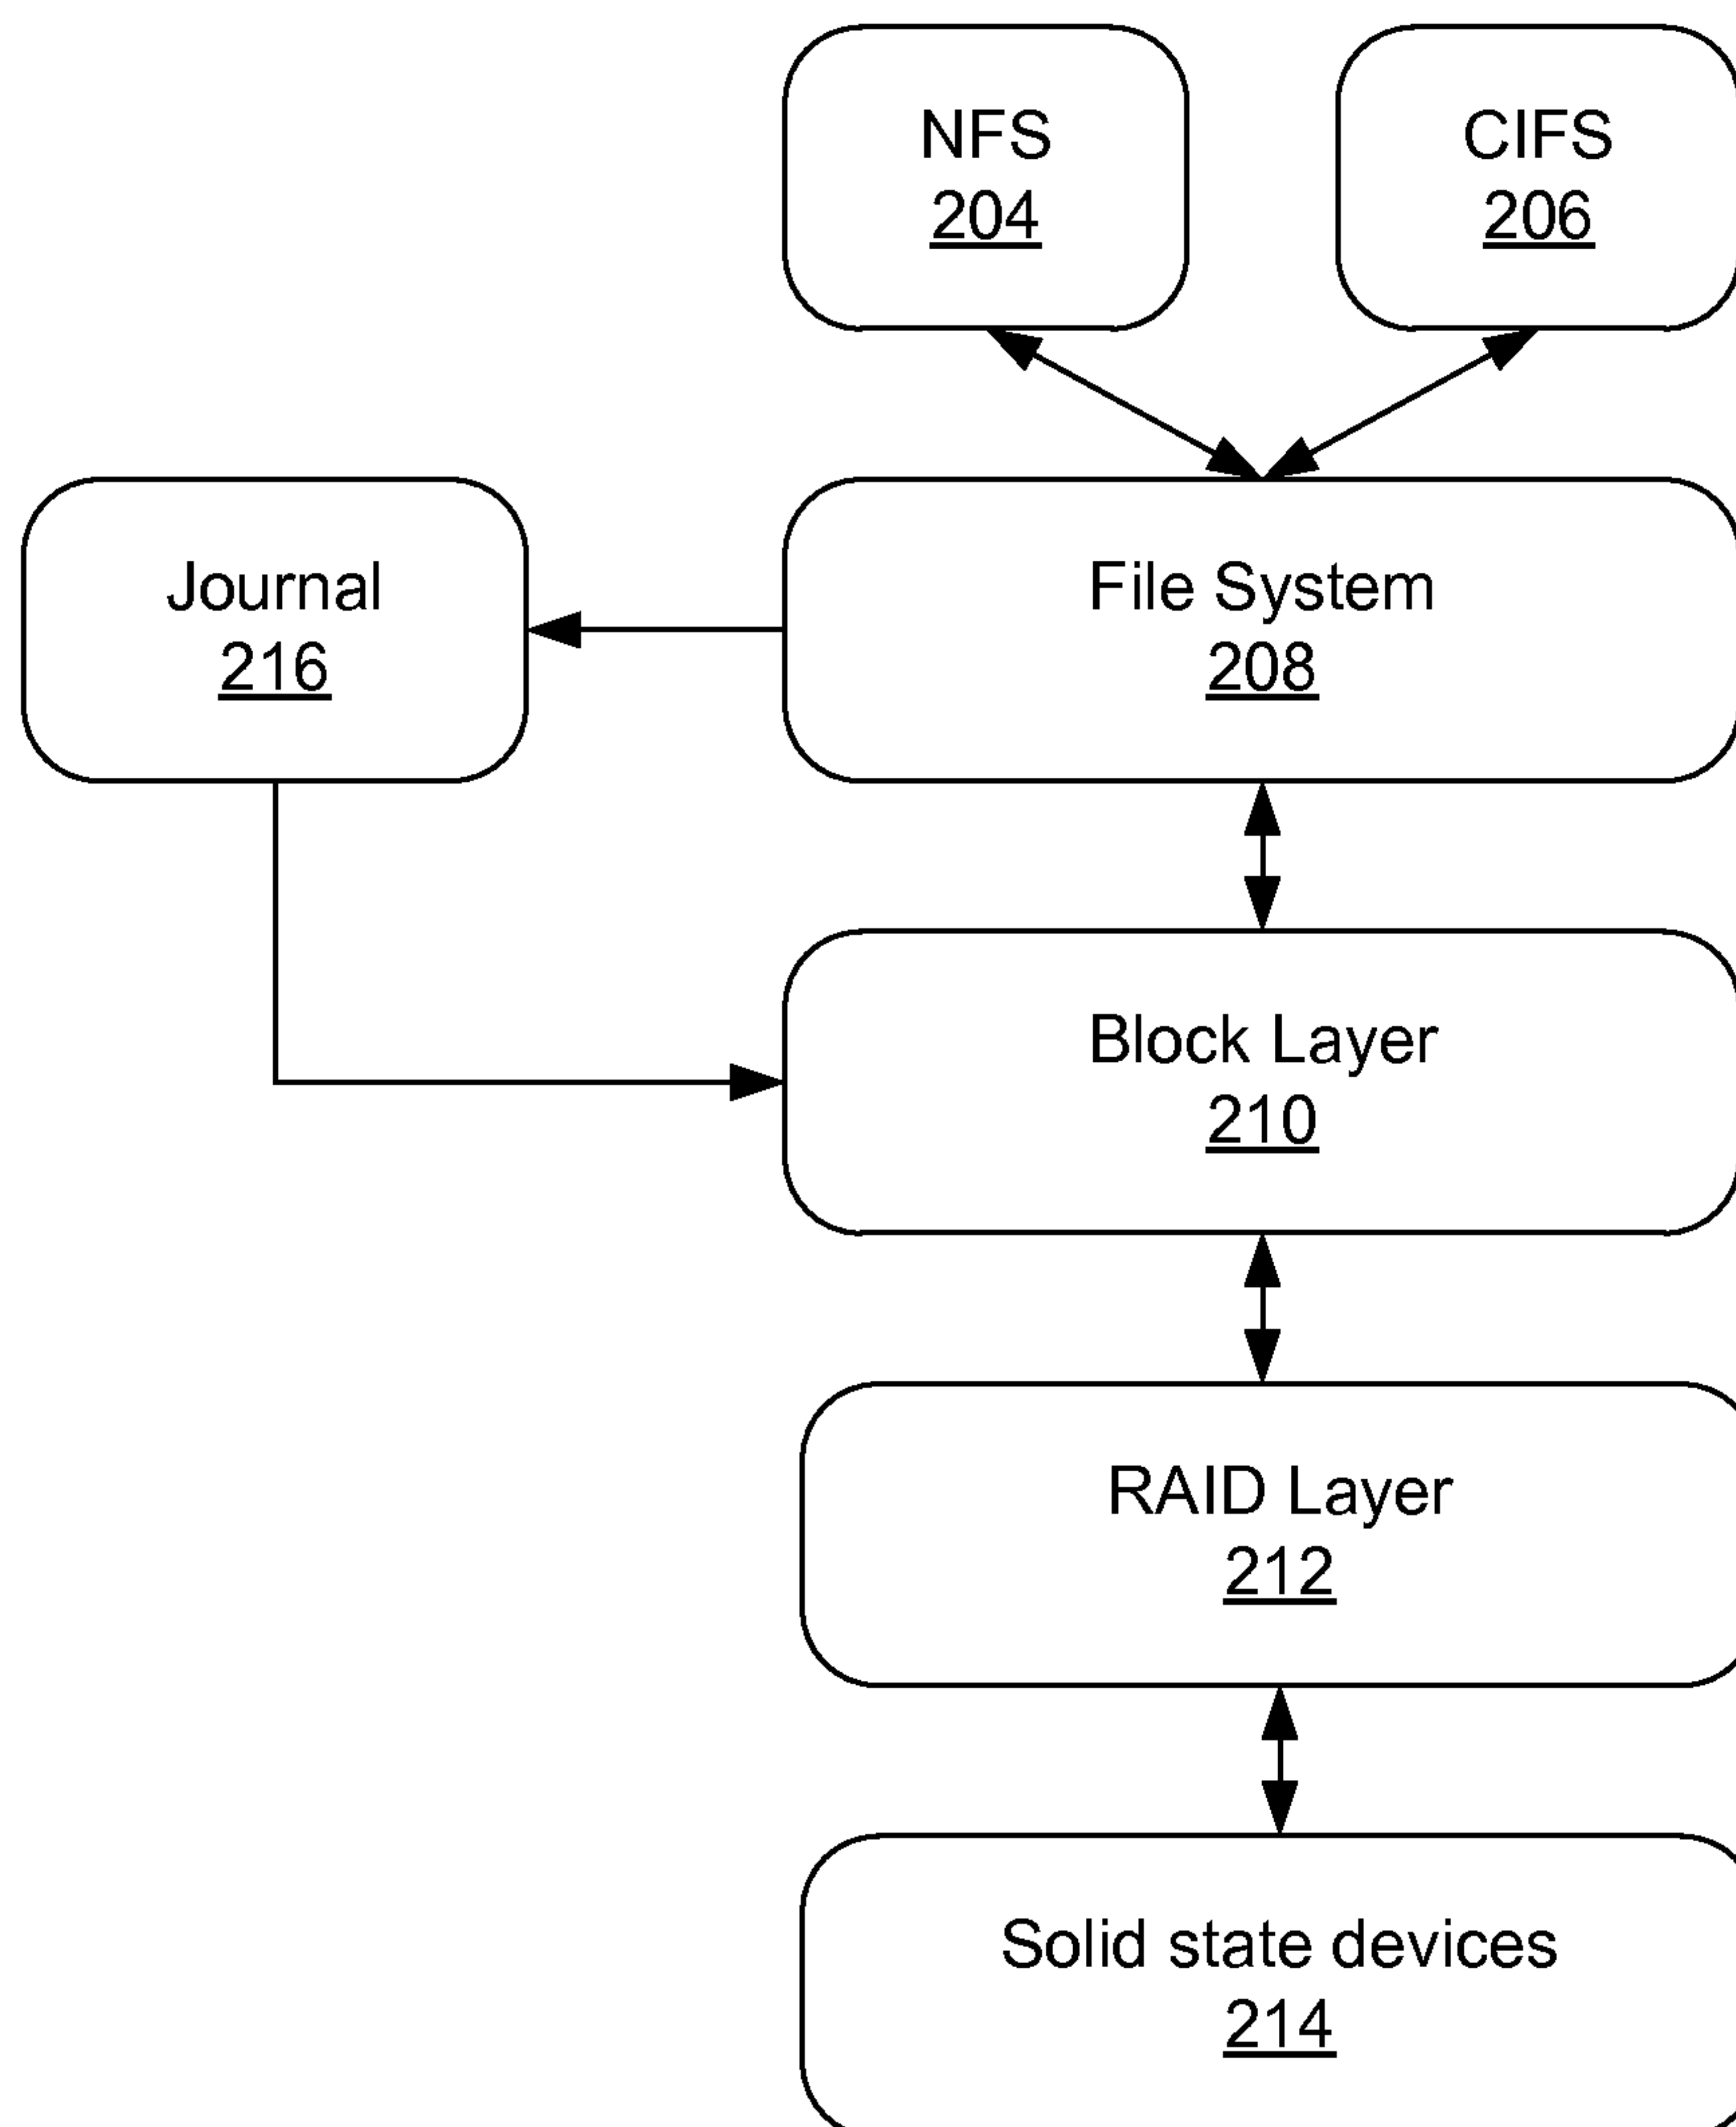 NFS
204
CIFS
206
Journal
216
File System
208
Block Layer
210
RAID Layer
212
Solid state devices
214